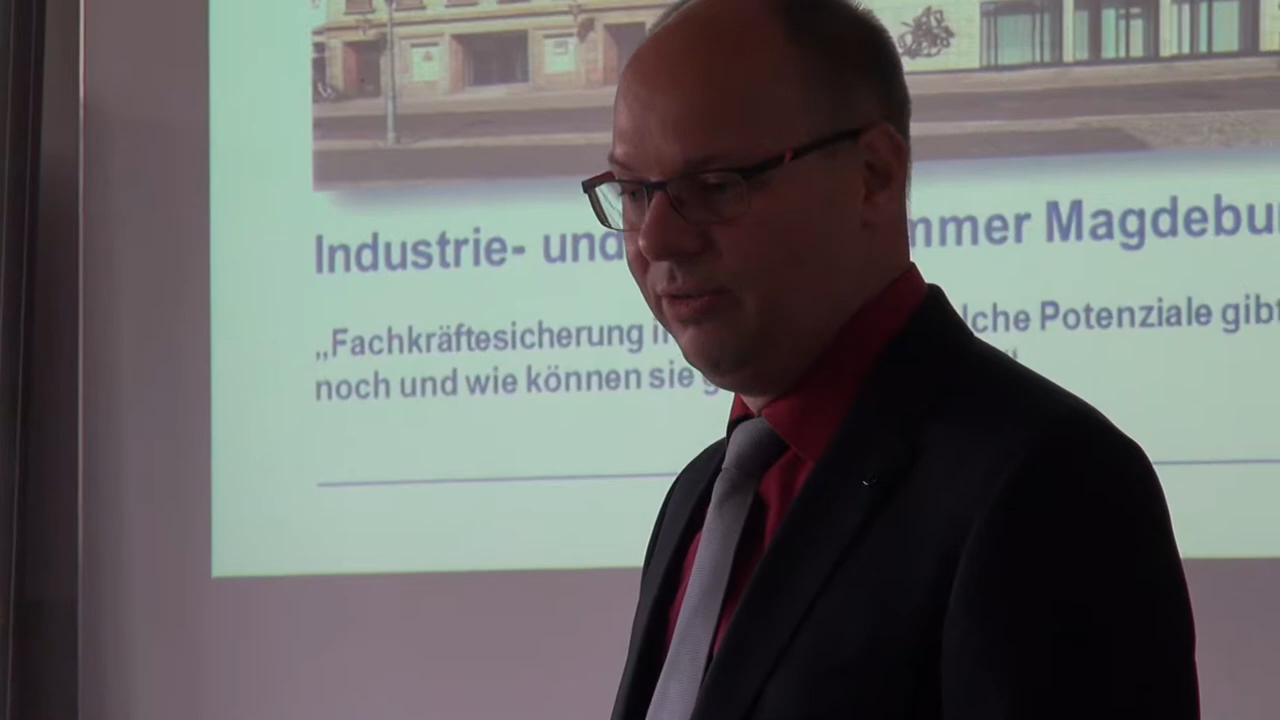 Industrie- und mmer Magdebu
„Fachkräftesicherung i lche Potenziale gibt
noch und wie können sie g